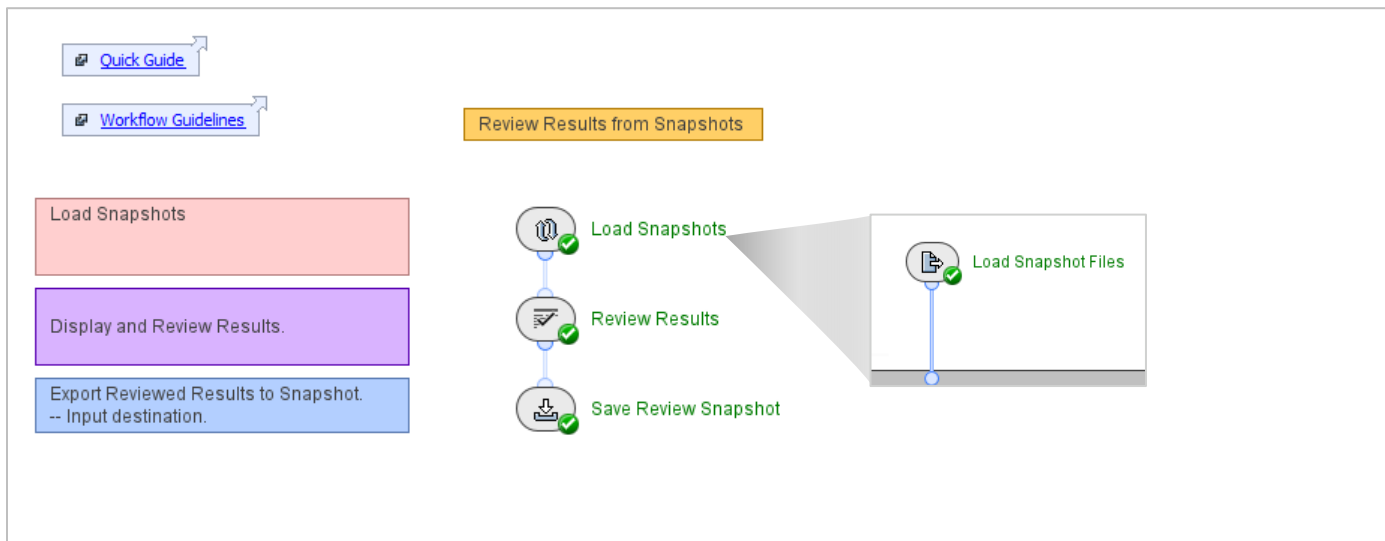 Quick Guide
Workflow Guidelines
Review Results from Snapshots
Load Snapshots
Display and Review Results.
Export Reviewed Results to Snapshot.
-- Input destination.
Load Snapshots
Review Results
Save Review Snapshot
Load Snapshot Files